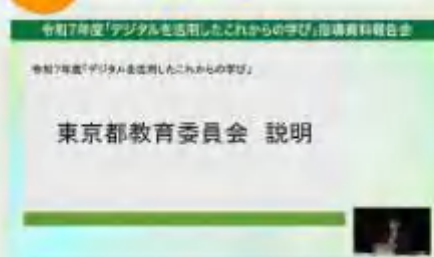 令和7年度「デジタルを活用したこれからの学び」指導資料報告会
令和7年度「デジタルを活用したこれからの学び」
東京都教育委員会 説明